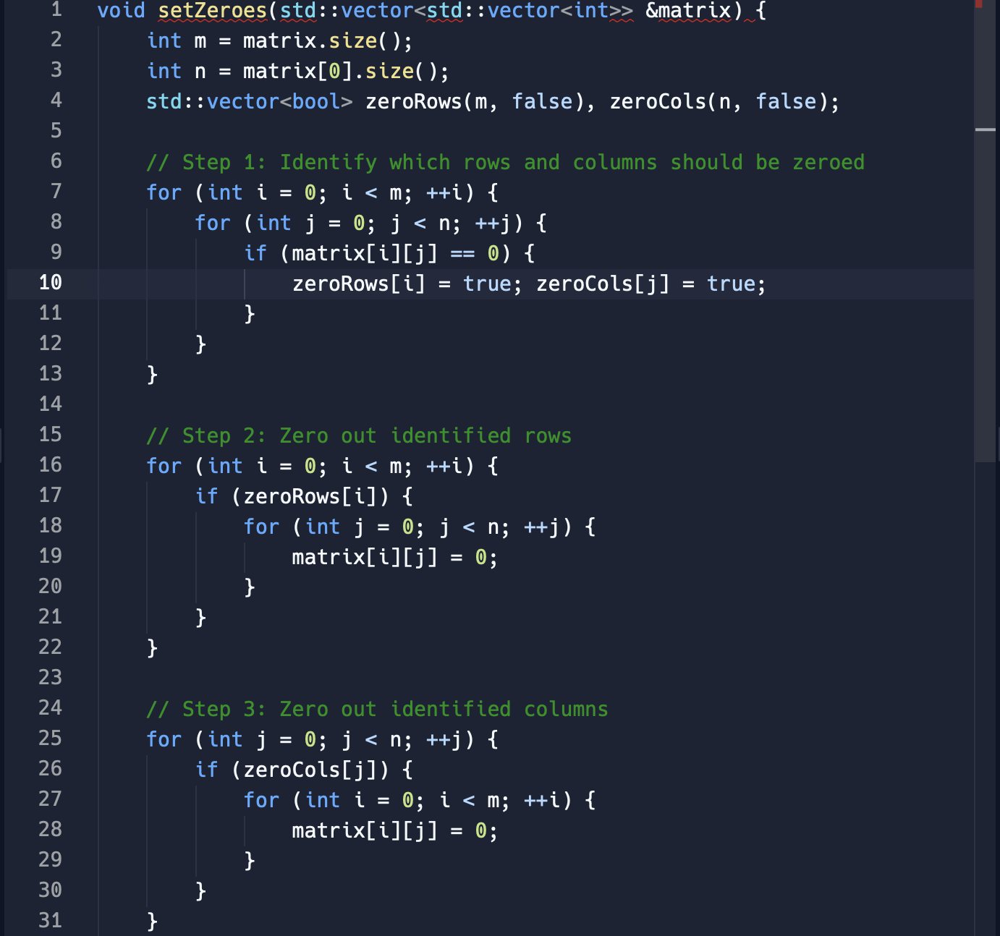 1 void setZeroes(std::vector<std::vector<int>> &matrix) {
2 int m = matrix.size();
3 int n = matrix[0].size();
4 std::vector<bool> zeroRows(m, false), zeroCols(n, false);
5
6 // Step 1: Identify which rows and columns should be zeroed
7 for (int i = 0; i < m; ++i) {
8 for (int j = 0; j < n; ++j) {
9 if (matrix[i][j] == 0) {
10 zeroRows[i] = true; zeroCols[j] = true;
11 }
12 }
13 }
14
15 // Step 2: Zero out identified rows
16 for (int i = 0; i < m; ++i) {
17 if (zeroRows[i]) {
18 for (int j = 0; j < n; ++j) {
19 matrix[i][j] = 0;
20 }
21 }
22 }
23
24 // Step 3: Zero out identified columns
25 for (int j = 0; j < n; ++j) {
26 if (zeroCols[j]) {
27 for (int i = 0; i < m; ++i) {
28 matrix[i][j] = 0;
29 }
30 }
31 }